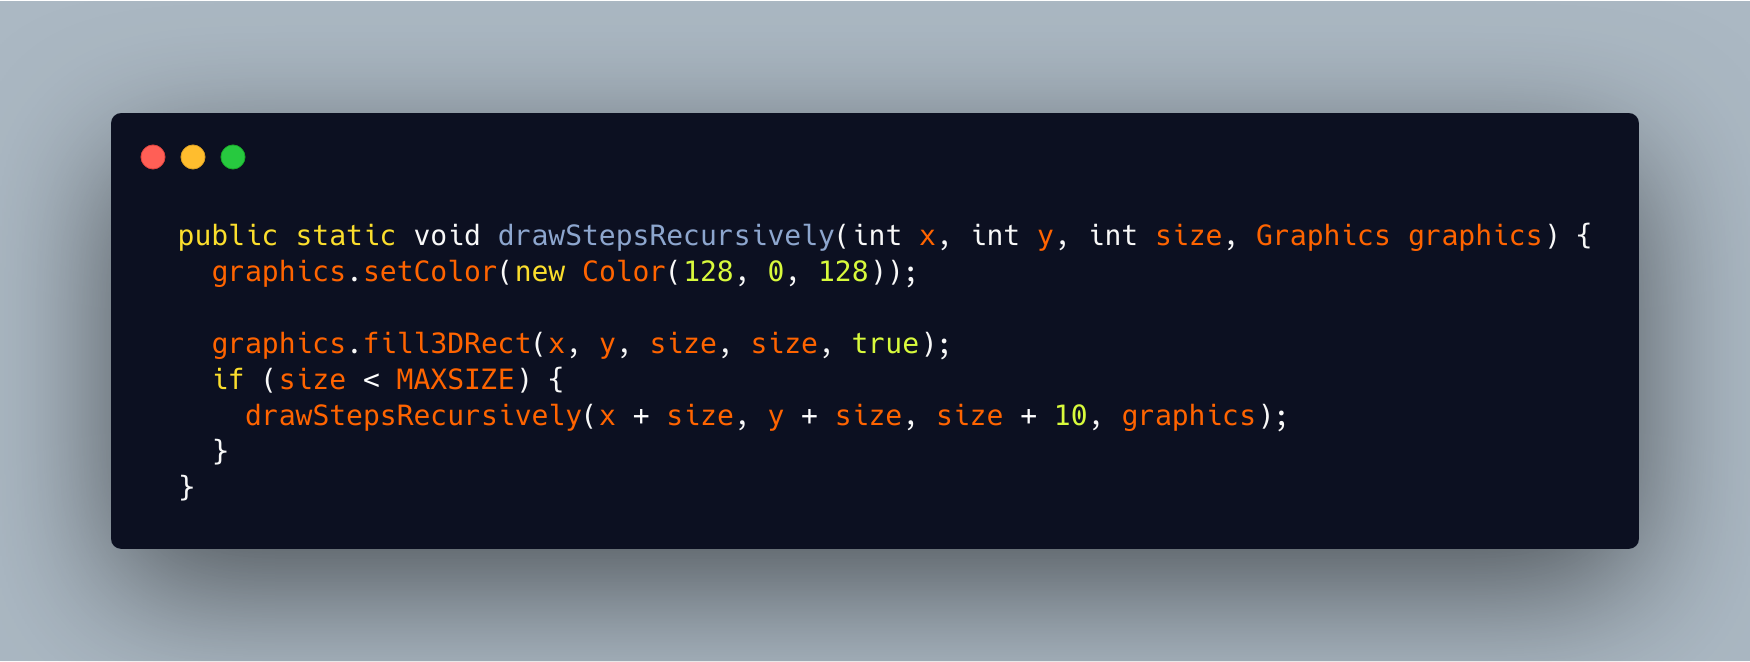 public static void drawStepsRecursively(int x, int y, int size, Graphics graphics) {
  graphics.setColor(new Color(128, 0, 128));

  graphics.fill3DRect(x, y, size, size, true);
  if (size < MAXSIZE) {
    drawStepsRecursively(x + size, y + size, size + 10, graphics);
  }
}